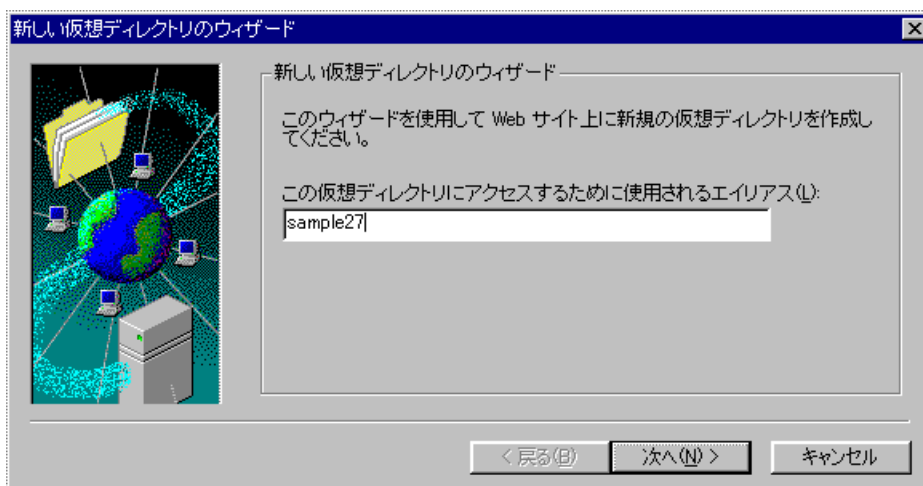 新しい仮想ディレクトリのウィザード
新しい仮想ディレクトリのウィザード
このウィザードを使用して Web サイト上に新規の仮想ディレクトリを作成し
てください。
この仮想ディレクトリにアクセスするために使用されるエイリアス(L):
sample27
< 戻る(B)
次へ(N) >
キャンセル